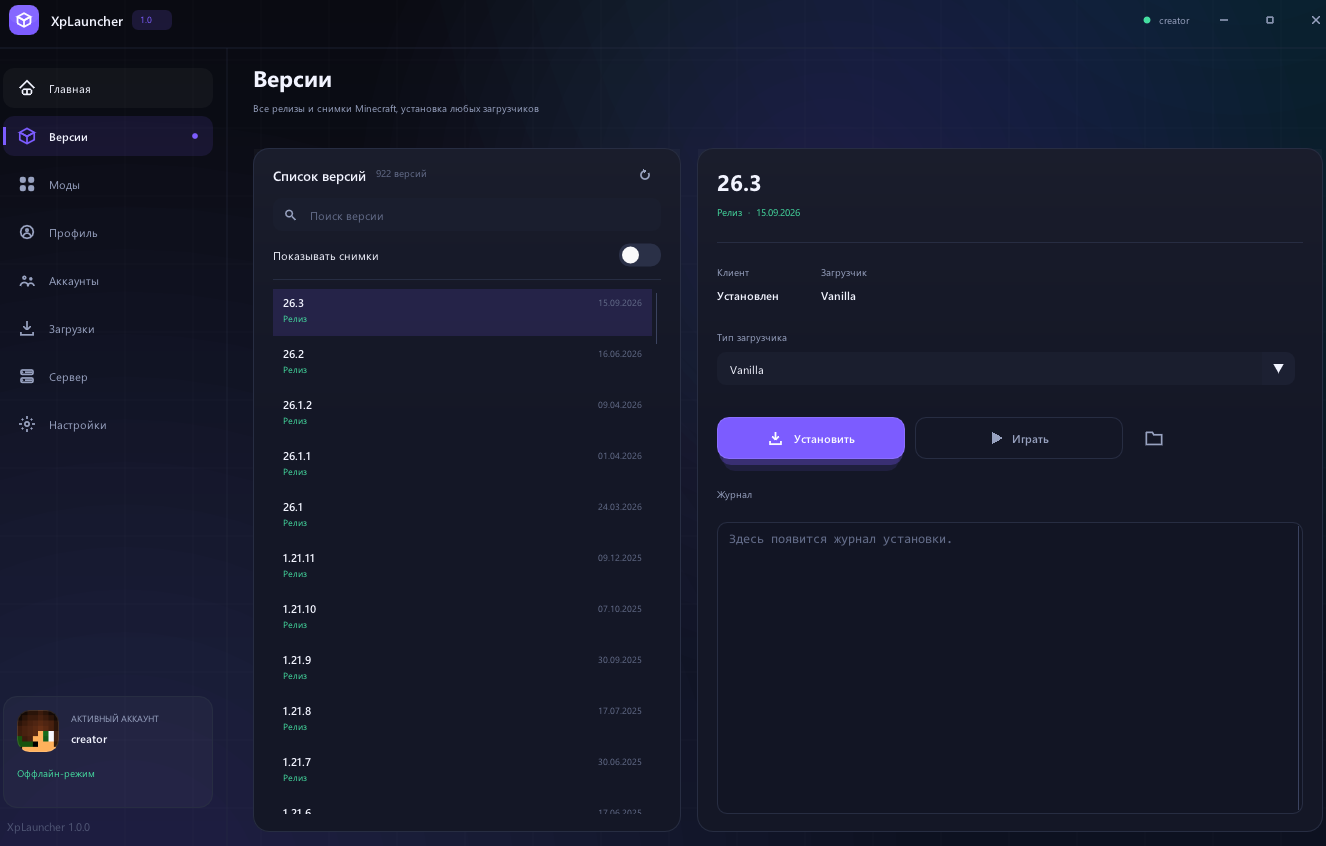 XpLauncher 1.0
creator
Главная
Версии
Моды
Профиль
Аккаунты
Загрузки
Сервер
Настройки
АКТИВНЫЙ АККАУНТ
creator
Оффлайн-режим
XpLauncher 1.0.0
Версии
Все релизы и снимки Minecraft, установка любых загрузчиков
Список версий 922 версий
Поиск версии
Показывать снимки
26.3 15.09.2026
Релиз
26.2 16.06.2026
Релиз
26.1.2 09.04.2026
Релиз
26.1.1 01.04.2026
Релиз
26.1 24.03.2026
Релиз
1.21.11 09.12.2025
Релиз
1.21.10 07.10.2025
Релиз
1.21.9 30.09.2025
Релиз
1.21.8 17.07.2025
Релиз
1.21.7 30.06.2025
Релиз
1.21.6 17.06.2025
26.3
Релиз · 15.09.2026
Клиент Загрузчик
Установлен Vanilla
Тип загрузчика
Vanilla
Установить Играть
Журнал
Здесь появится журнал установки.